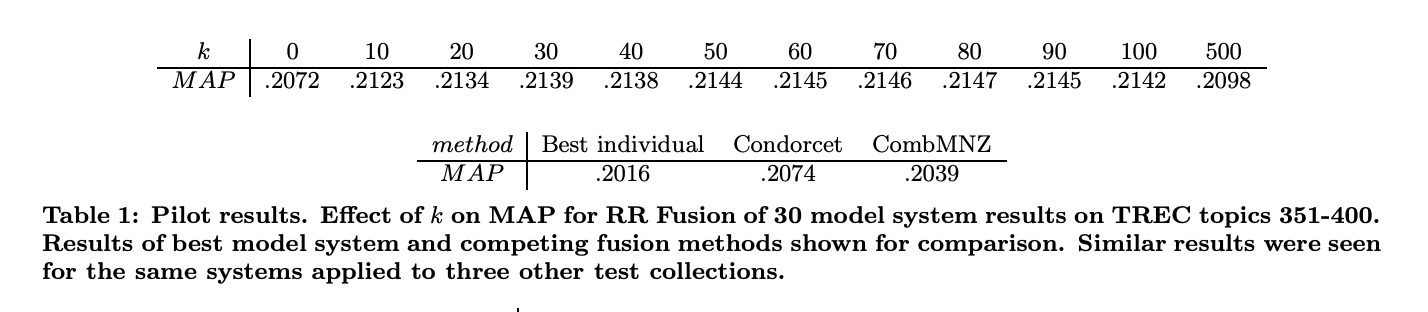 k 0 10 20 30 40 50 60 70 80 90 100 500
MAP .2072 .2123 .2134 .2139 .2138 .2144 .2145 .2146 .2147 .2145 .2142 .2098
method Best individual Condorcet CombMNZ
MAP .2016 .2074 .2039
Table 1: Pilot results. Effect of k on MAP for RR Fusion of 30 model system results on TREC topics 351-400.
Results of best model system and competing fusion methods shown for comparison. Similar results were seen
for the same systems applied to three other test collections.